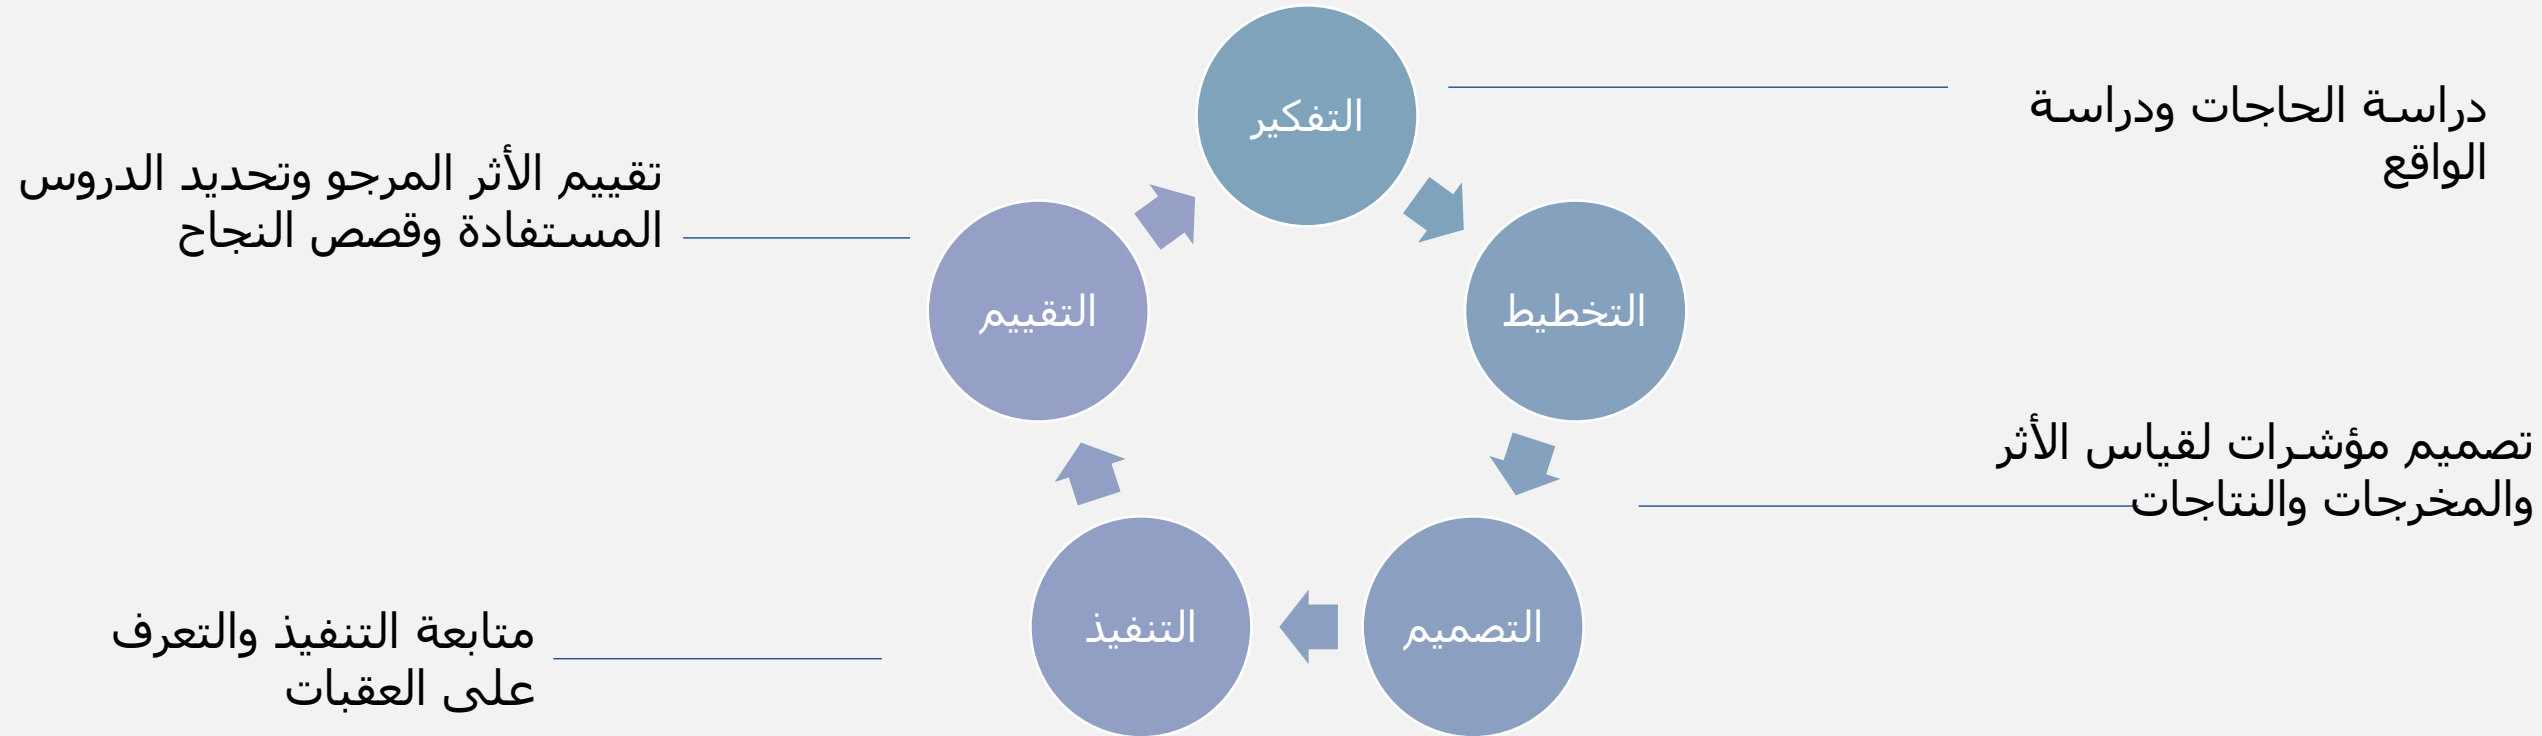 التفكير
دراسة الحاجات ودراسة
الواقع
التخطيط
تصميم مؤشرات لقياس الأثر
والمخرجات والنتاجات
التصميم
التنفيذ
متابعة التنفيذ والتعرف
على العقبات
التقييم
تقييم الأثر المرجو وتحديد الدروس
المستفادة وقصص النجاح